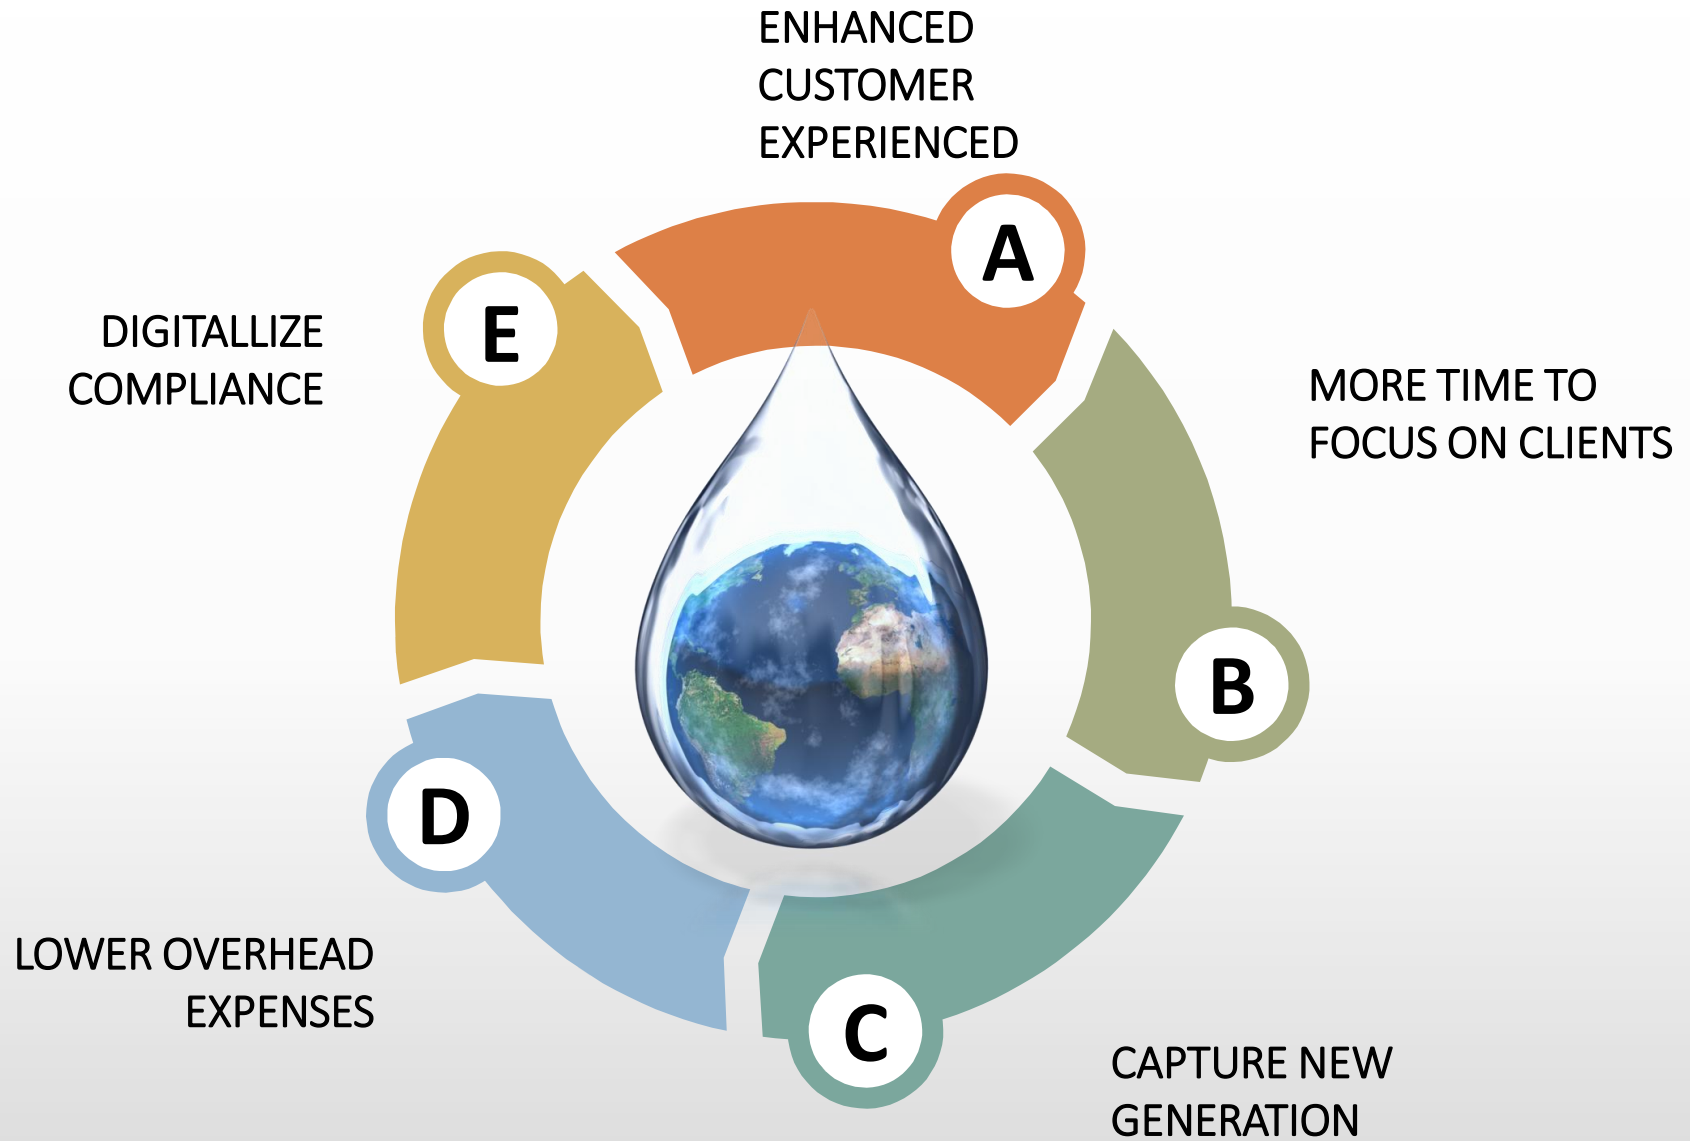 ENHANCED
CUSTOMER
EXPERIENCED
A
MORE TIME TO
FOCUS ON CLIENTS
B
CAPTURE NEW
GENERATION
C
LOWER OVERHEAD
EXPENSES
D
DIGITALLIZE
COMPLIANCE
E